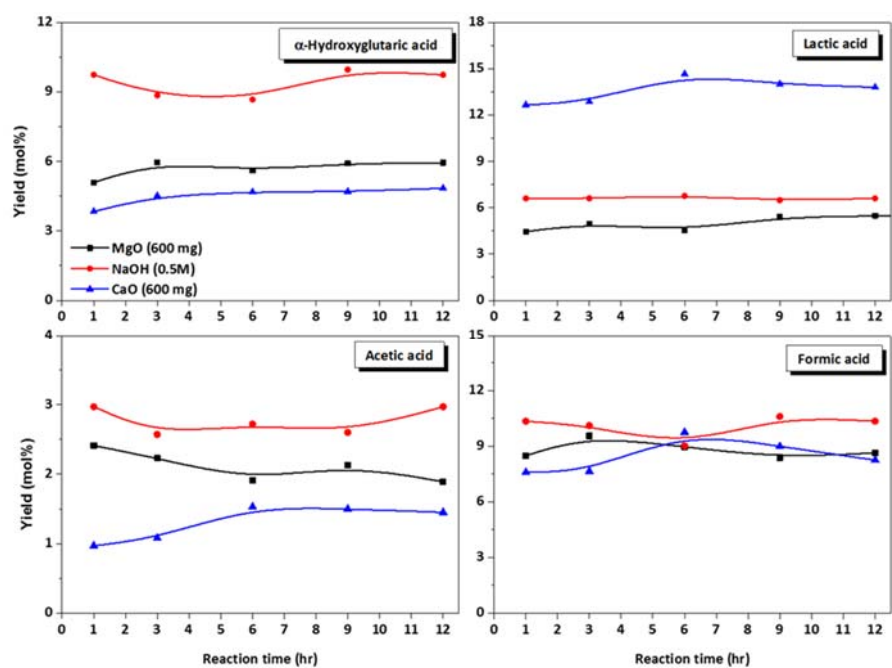 α-Hydroxyglutaric acid
Yield (mol%)
12
9
6
3
0
MgO (600 mg)
NaOH (0.5M)
CaO (600 mg)
0 1 2 3 4 5 6 7 8 9 10 11 12
Lactic acid
18
15
12
9
6
3
0
0 1 2 3 4 5 6 7 8 9 10 11 12
Acetic acid
Yield (mol%)
4
3
2
1
0
0 1 2 3 4 5 6 7 8 9 10 11 12
Reaction time (hr)
Formic acid
15
12
9
6
3
0
0 1 2 3 4 5 6 7 8 9 10 11 12
Reaction time (hr)